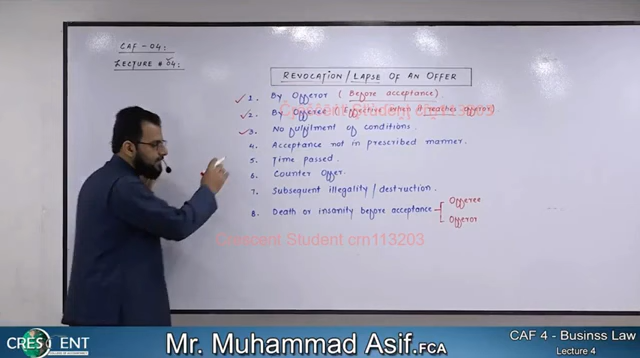 CAF - 04:
LECTURE # 04:
REVOCATION / LAPSE OF AN OFFER
1. By Offeror (Before acceptance).
2. By Offeree (Effective when it reaches offeror)
Crescent Student crn113203
3. No fulfilment of conditions.
4. Acceptance not in prescribed manner.
5. Time passed.
6. Counter Offer.
7. Subsequent illegality / destruction.
8. Death or insanity before acceptance
Offeree
Offeror
Crescent Student crn113203
CRESCENT
Mr. Muhammad Asif.FCA
CAF 4 - Businss Law
Lecture 4